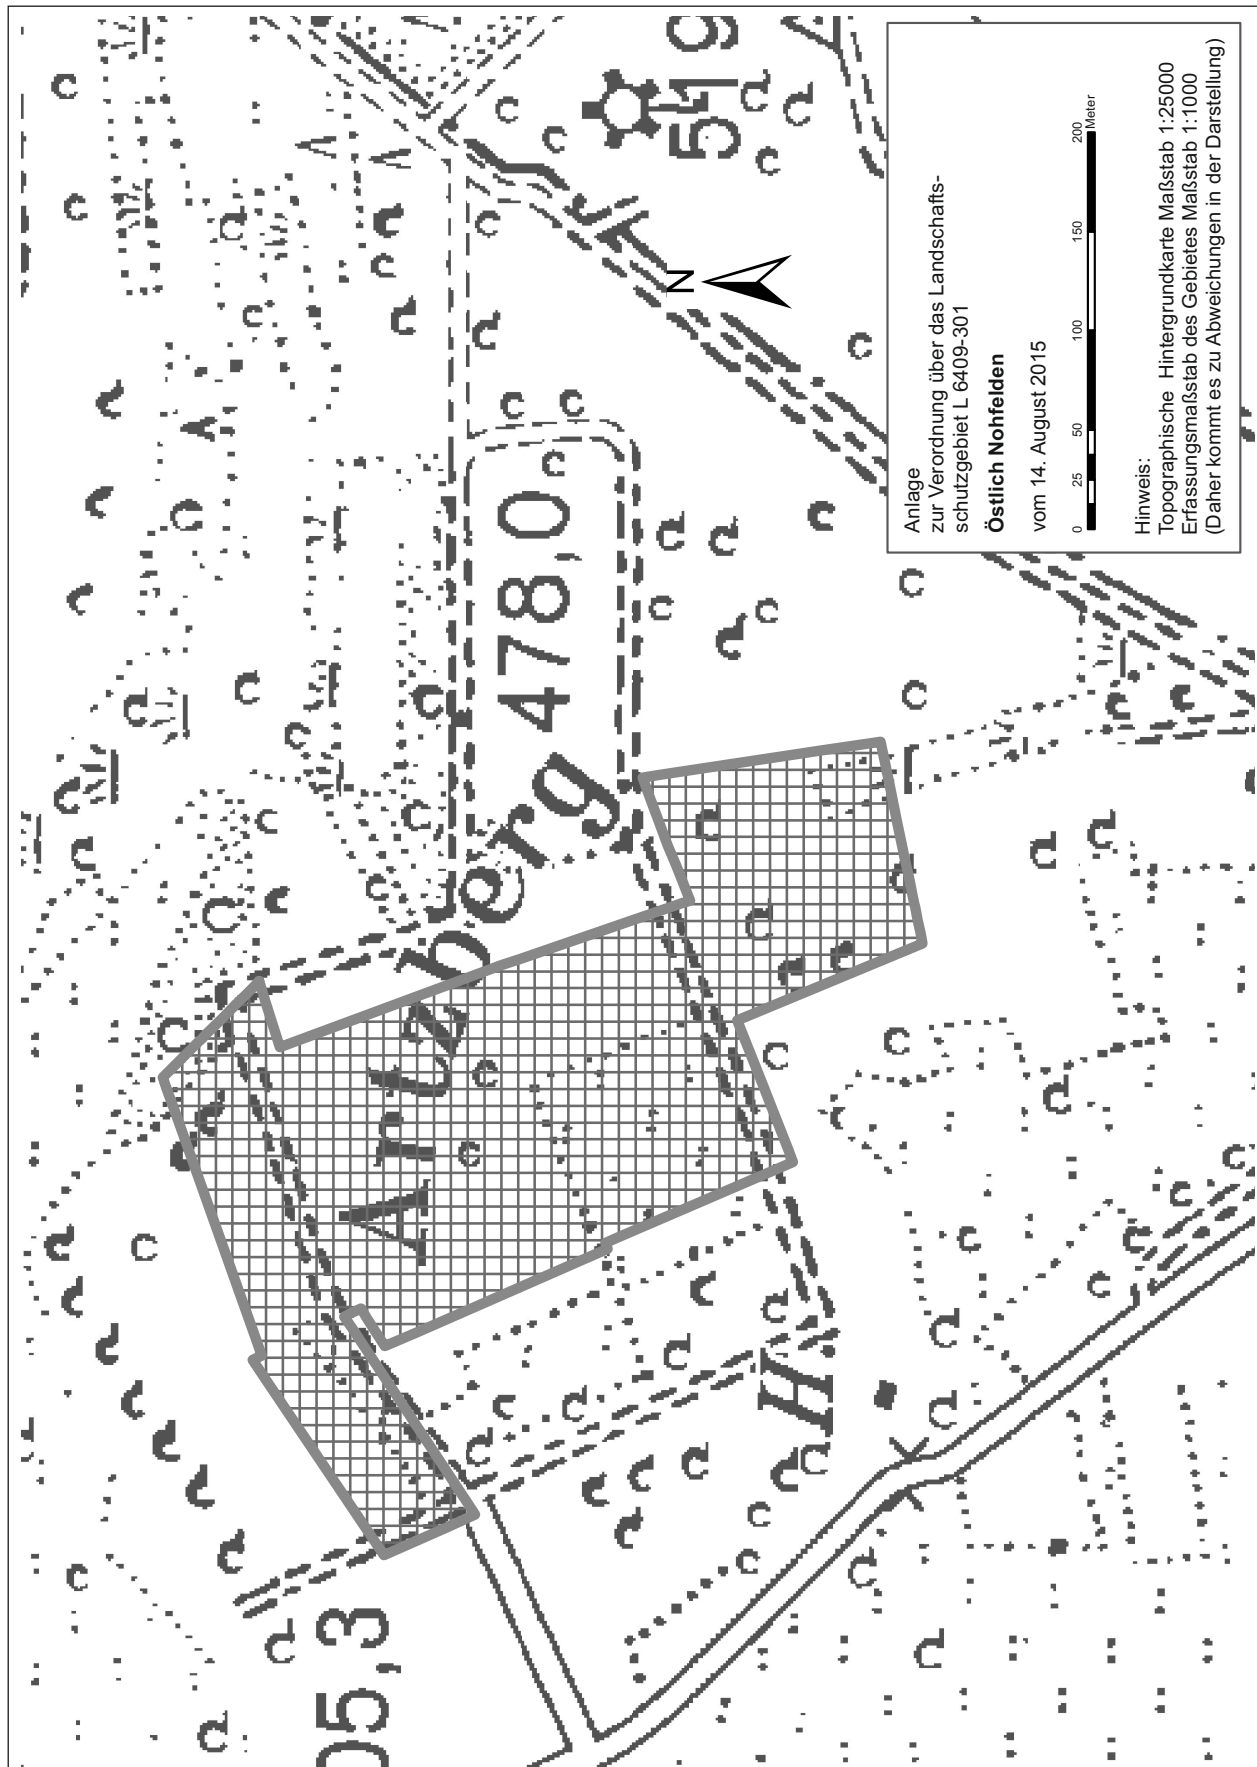 Artzberg 478,0
519
05,3
H.
N
Anlage
zur Verordnung über das Landschafts-
schutzgebiet L 6409-301
Östlich Nohfelden
vom 14. August 2015
0 25 50 100 150 200
Meter
Hinweis:
Topographische Hintergrundkarte Maßstab 1:25000
Erfassungsmaßstab des Gebietes Maßstab 1:1000
(Daher kommt es zu Abweichungen in der Darstellung)